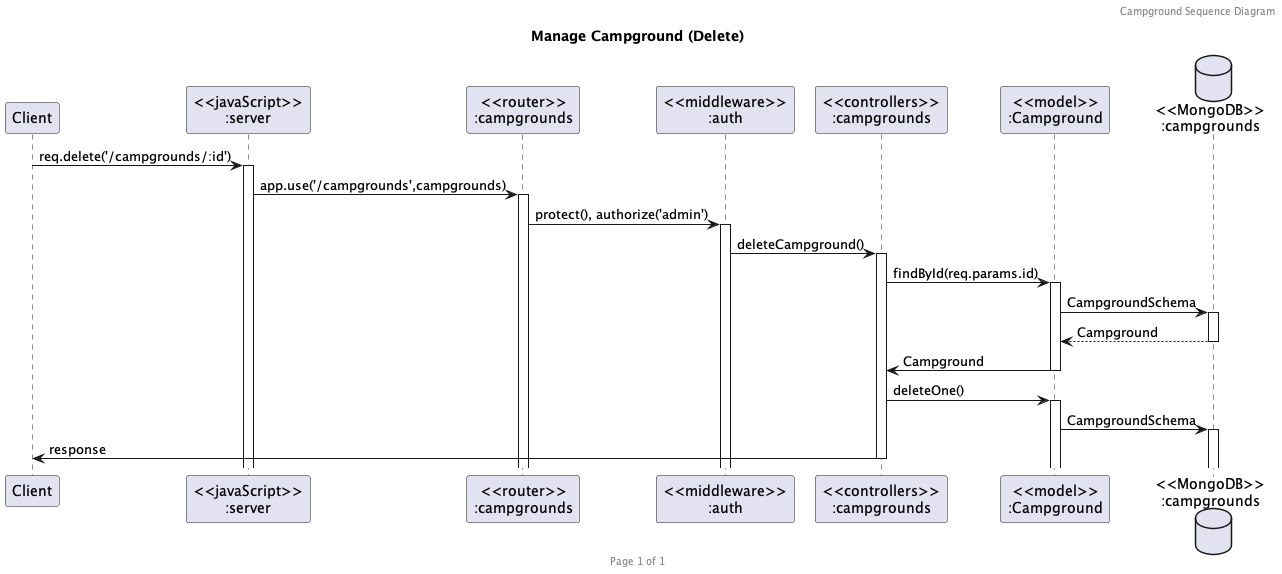 Campground Sequence Diagram
Manage Campground (Delete)
Client
<<javaScript>>
:server
<<router>>
:campgrounds
<<middleware>>
:auth
<<controllers>>
:campgrounds
<<model>>
:Campground
<<MongoDB>>
:campgrounds
req.delete('/campgrounds/:id')
app.use('/campgrounds',campgrounds)
protect(), authorize('admin')
deleteCampground()
findById(req.params.id)
CampgroundSchema
Campground
Campground
deleteOne()
CampgroundSchema
response
Client
<<javaScript>>
:server
<<router>>
:campgrounds
<<middleware>>
:auth
<<controllers>>
:campgrounds
<<model>>
:Campground
<<MongoDB>>
:campgrounds
Page 1 of 1